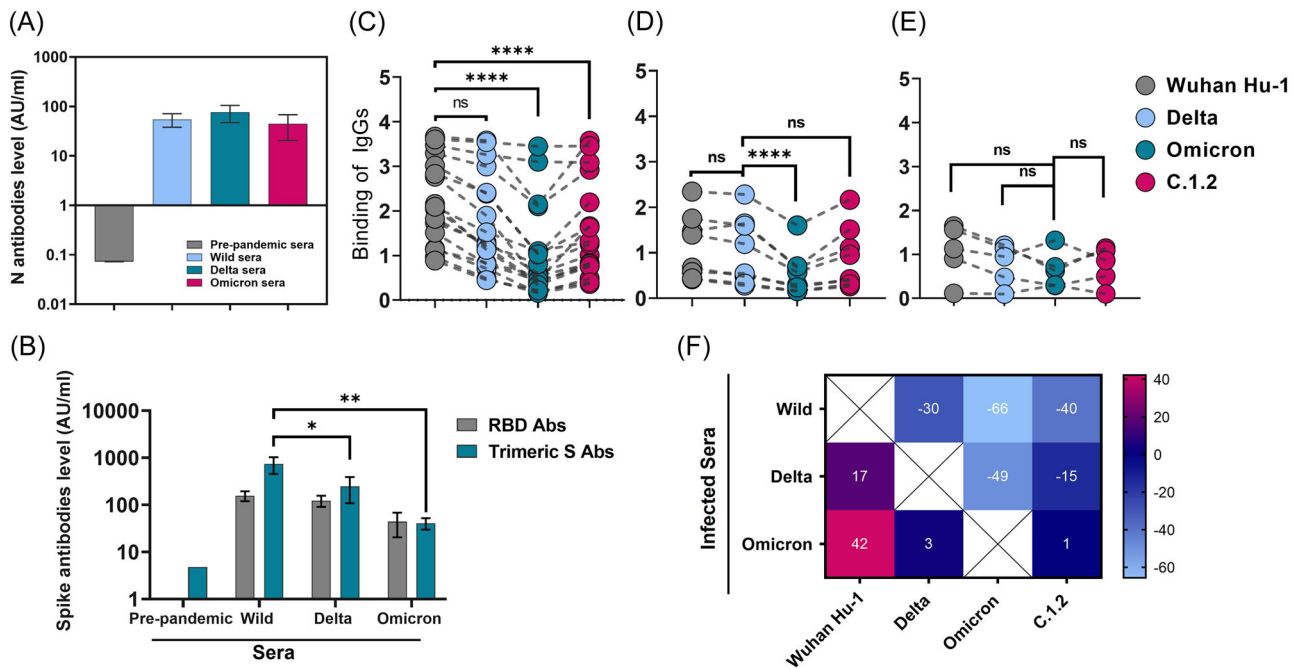 (A)
N antibodies level (AU/ml)
1000
100
10
1
0.1
0.01
Pre-pandemic sera
Wild sera
Delta sera
Omicron sera
(C)
Binding of IgGs
5
4
3
2
1
0
****
****
ns
(D)
5
4
3
2
1
0
ns
ns
****
(E)
5
4
3
2
1
0
ns
ns
ns
Wuhan Hu-1
Delta
Omicron
C.1.2
(B)
Spike antibodies level (AU/ml)
10000
1000
100
10
1
**
*
RBD Abs
Trimeric S Abs
Pre-pandemic Wild Delta Omicron
Sera
(F)
Infected Sera
Wild -30 -66 -40
Delta 17 -49 -15
Omicron 42 3 1
Wuhan Hu-1
Delta
Omicron
C.1.2
40
20
0
-20
-40
-60